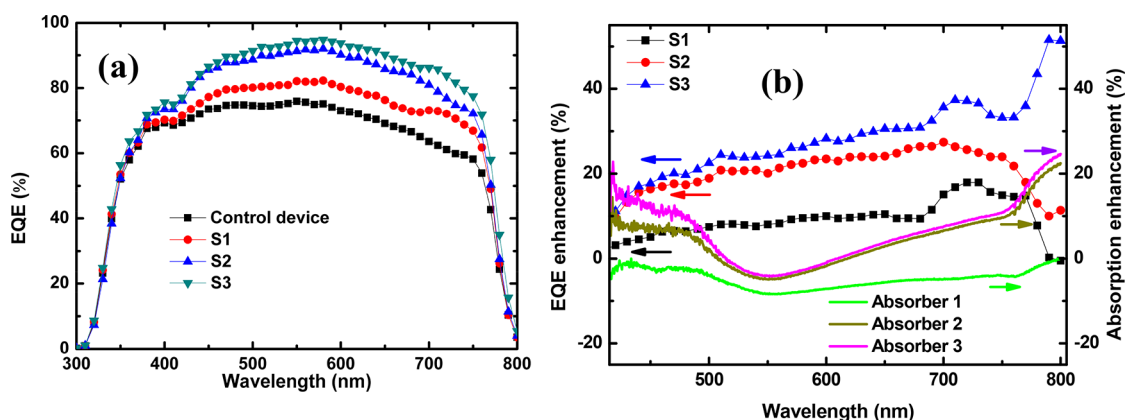 (a)
EQE (%)
100
80
60
40
20
0
Control device
S1
S2
S3
300 400 500 600 700 800
Wavelength (nm)
(b)
S1
S2
S3
EQE enhancement (%)
40
20
0
-20
Absorber 1
Absorber 2
Absorber 3
500 600 700 800
Wavelength (nm)
40
20
0
-20
Absorption enhancement (%)